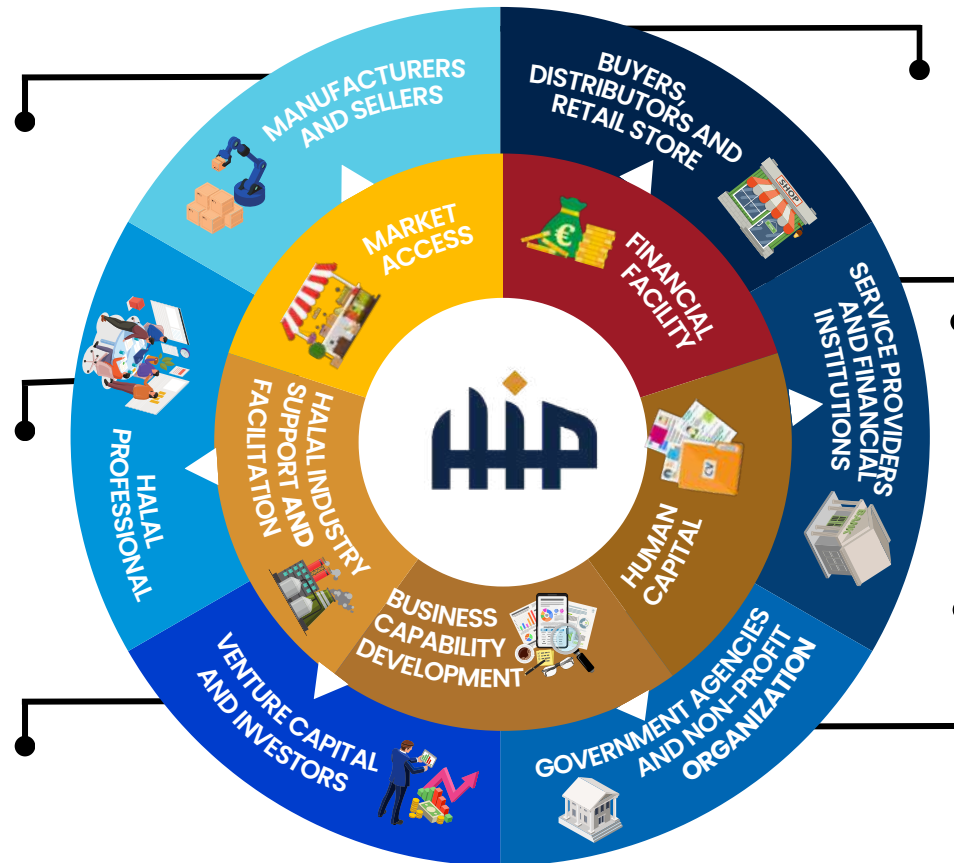 MANUFACTURERS
AND SELLERS
BUYERS,
DISTRIBUTORS AND
RETAIL STORE
SHOP
SERVICE PROVIDERS
AND FINANCIAL
INSTITUTIONS
BANK
GOVERNMENT AGENCIES
AND NON-PROFIT
ORGANIZATION
VENTURE CAPITAL
AND INVESTORS
HALAL
PROFESSIONAL
MARKET
ACCESS
€
FINANCIAL
FACILITY
CV
HUMAN
CAPITAL
BUSINESS
CAPABILITY
DEVELOPMENT
HALAL INDUSTRY
SUPPORT AND
FACILITATION
HIP